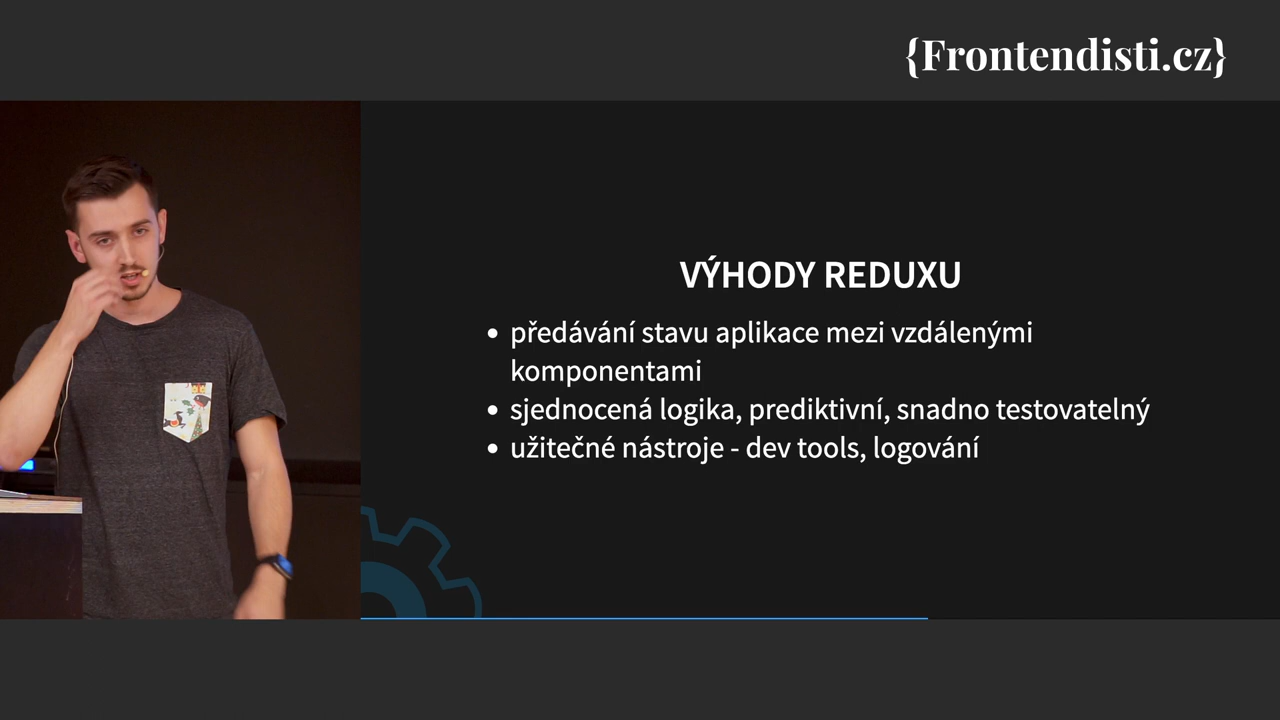 {Frontendisti.cz}
VÝHODY REDUXU
předávání stavu aplikace mezi vzdálenými
komponentami
sjednocená logika, prediktivní, snadno testovatelný
užitečné nástroje - dev tools, logování